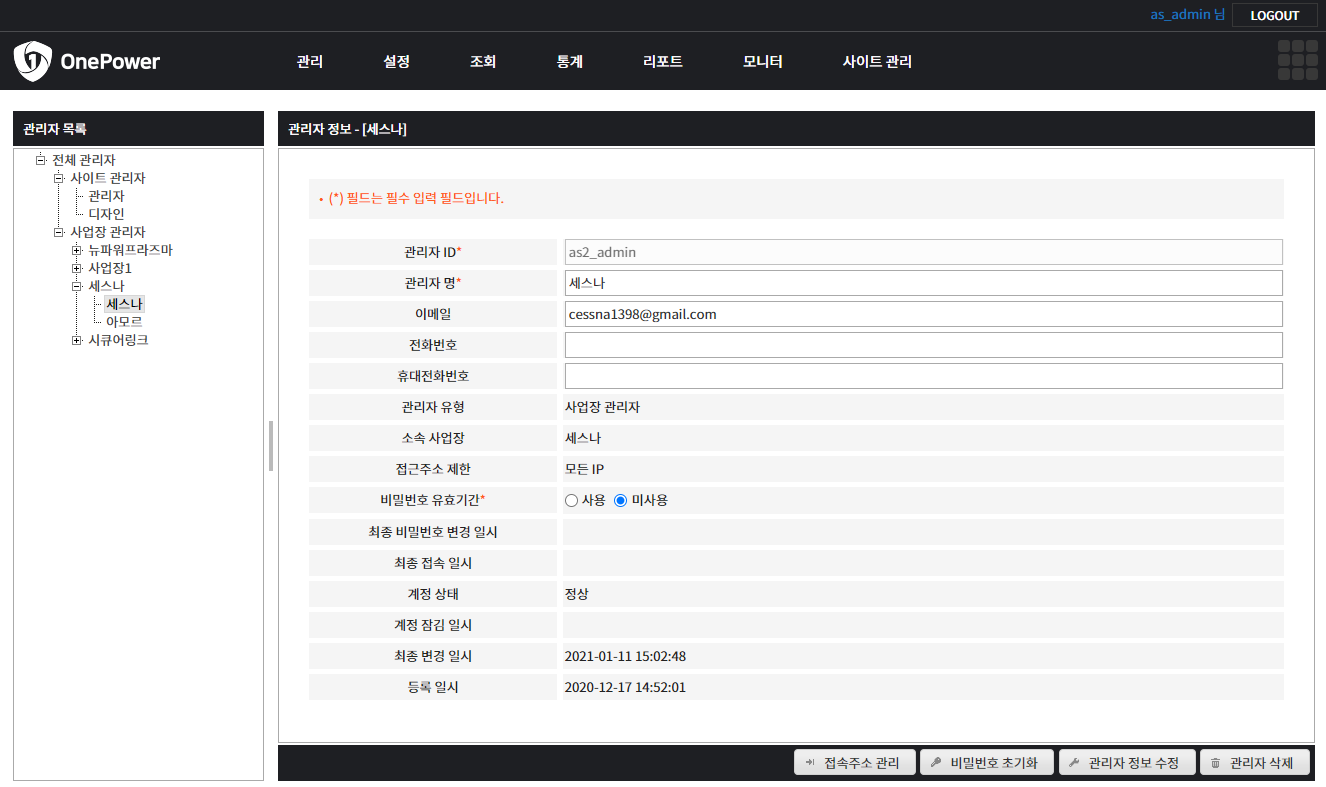 as_admin 님 LOGOUT
OnePower 관리 설정 조회 통계 리포트 모니터 사이트 관리
관리자 목록
전체 관리자
사이트 관리자
관리자
디자인
사업장 관리자
뉴파워프라즈마
사업장1
세스나
세스나
아모르
시큐어링크
관리자 정보 - [세스나]
• (*) 필드는 필수 입력 필드입니다.
관리자 ID* as2_admin
관리자 명* 세스나
이메일 cessna1398@gmail.com
전화번호
휴대전화번호
관리자 유형 사업장 관리자
소속 사업장 세스나
접근주소 제한 모든 IP
비밀번호 유효기간* 사용 미사용
최종 비밀번호 변경 일시
최종 접속 일시
계정 상태 정상
계정 잠김 일시
최종 변경 일시 2021-01-11 15:02:48
등록 일시 2020-12-17 14:52:01
접속주소 관리 비밀번호 초기화 관리자 정보 수정 관리자 삭제